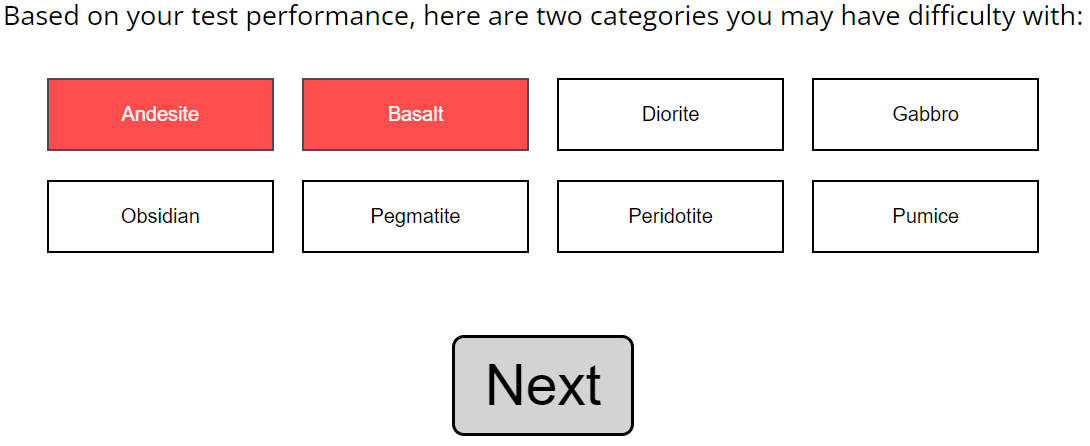 Based on your test performance, here are two categories you may have difficulty with:
Andesite Basalt Diorite Gabbro
Obsidian Pegmatite Peridotite Pumice
Next